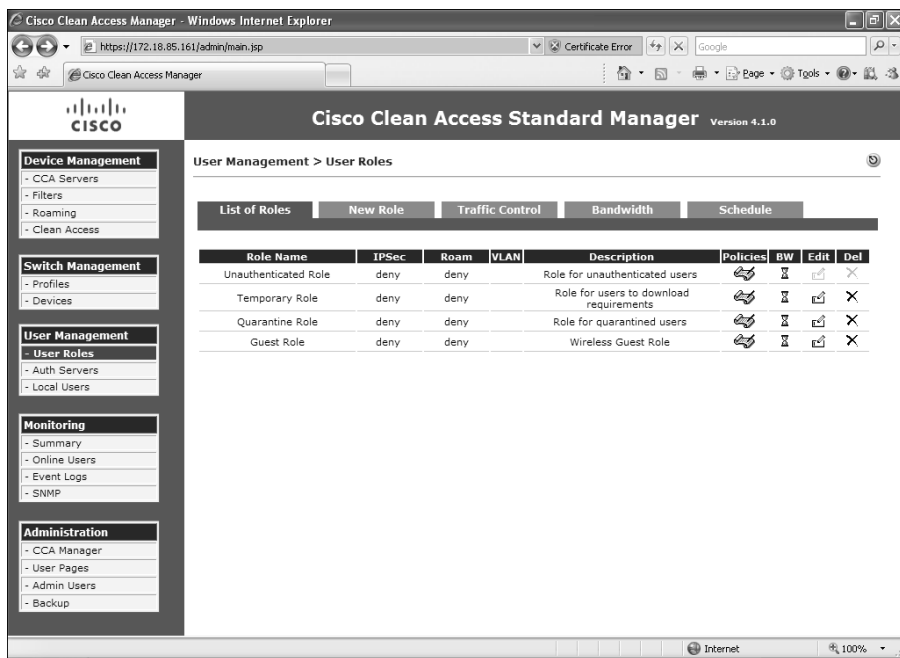 Cisco Clean Access Manager - Windows Internet Explorer
https://172.18.85.161/admin/main.jsp
Certificate Error
Google
Cisco Clean Access Manager
Page
Tools
CISCO
Cisco Clean Access Standard Manager Version 4.1.0
Device Management
- CCA Servers
- Filters
- Roaming
- Clean Access
Switch Management
- Profiles
- Devices
User Management
- User Roles
- Auth Servers
- Local Users
Monitoring
- Summary
- Online Users
- Event Logs
- SNMP
Administration
- CCA Manager
- User Pages
- Admin Users
- Backup
User Management > User Roles
List of Roles New Role Traffic Control Bandwidth Schedule
Role Name IPSec Roam VLAN Description Policies BW Edit Del
Unauthenticated Role deny deny Role for unauthenticated users
Temporary Role deny deny Role for users to download
requirements
Quarantine Role deny deny Role for quarantined users
Guest Role deny deny Wireless Guest Role
Internet
100%